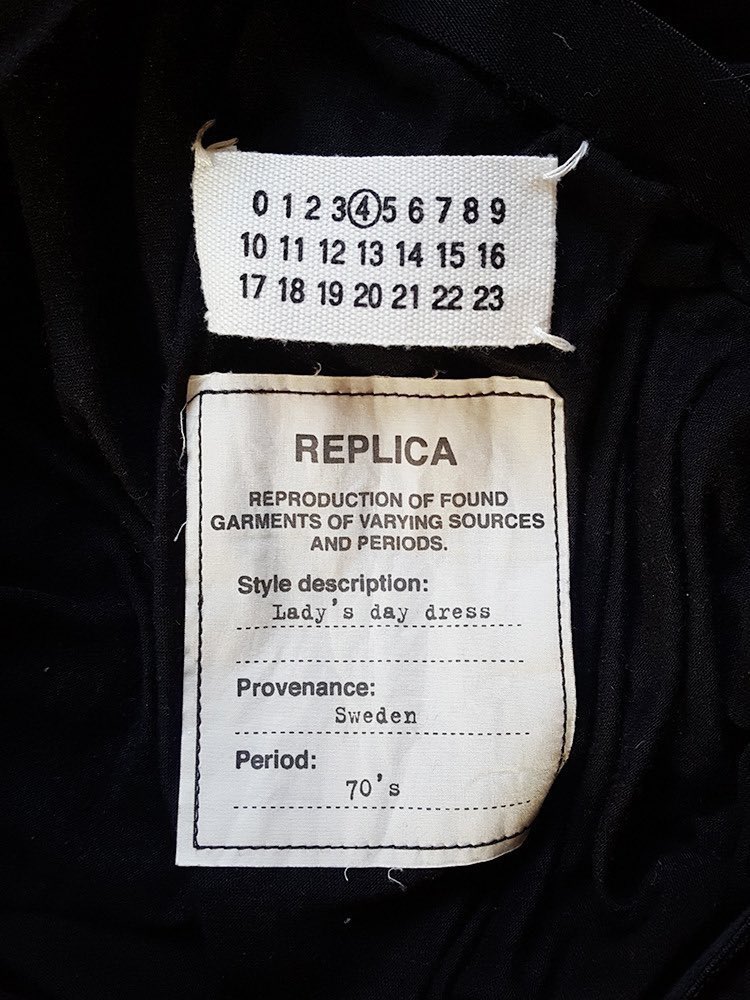 0 1 2 3 4 5 6 7 8 9
10 11 12 13 14 15 16
17 18 19 20 21 22 23
REPLICA
REPRODUCTION OF FOUND
GARMENTS OF VARYING SOURCES
AND PERIODS.
Style description:
Lady's day dress
Provenance:
Sweden
Period:
70's